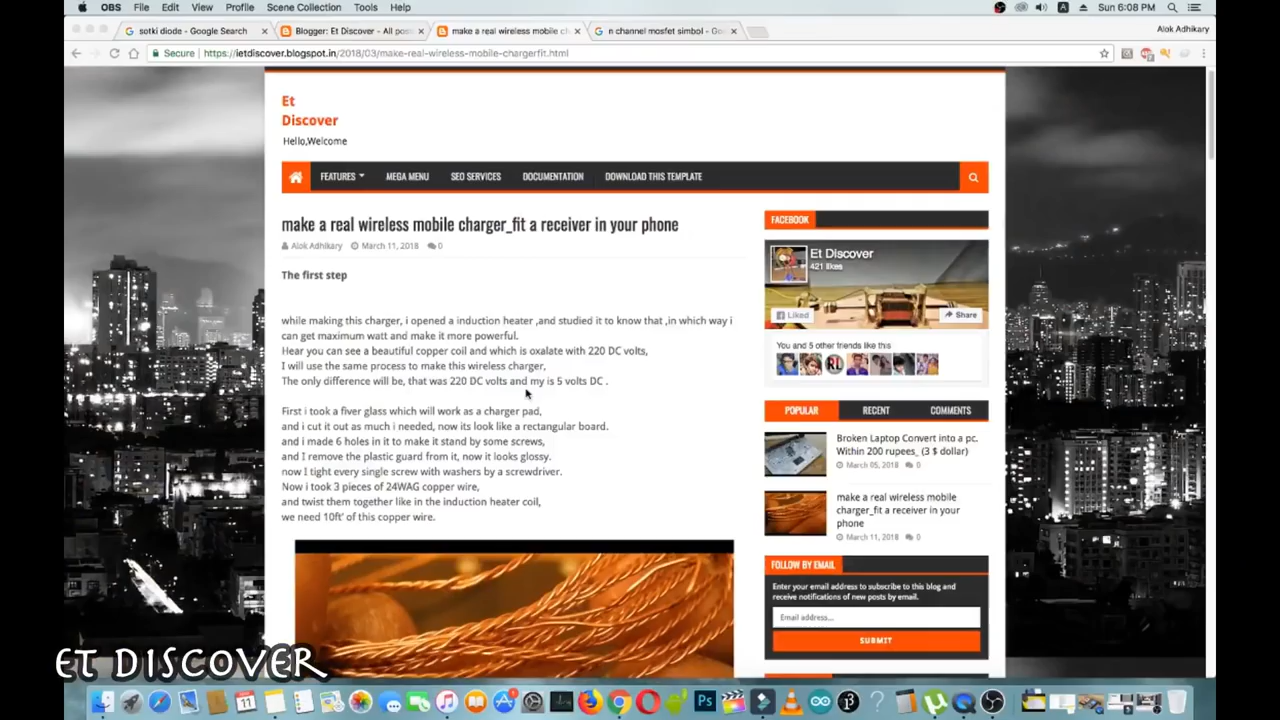 OBS File Edit View Profile Scene Collection Tools Help
Sun 6:08 PM
sotki diode - Google Search
Blogger: Et Discover - All pos
make a real wireless mobile ch
n channel mosfet simbol - Go
Alok Adhikary
Secure https://ietdiscover.blogspot.in/2018/03/make-real-wireless-mobile-chargerfit.html
Et
Discover
Hello,Welcome
FEATURES MEGA MENU SEO SERVICES DOCUMENTATION DOWNLOAD THIS TEMPLATE
make a real wireless mobile charger_fit a receiver in your phone
Alok Adhikary March 11, 2018 0
The first step
while making this charger, i opened a induction heater ,and studied it to know that ,in which way i
can get maximum watt and make it more powerful.
Hear you can see a beautiful copper coil and which is oxalate with 220 DC volts,
I will use the same process to make this wireless charger,
The only difference will be, that was 220 DC volts and my is 5 volts DC .
First i took a fiver glass which will work as a charger pad,
and i cut it out as much i needed, now its look like a rectangular board.
and i made 6 holes in it to make it stand by some screws,
and I remove the plastic guard from it, now it looks glossy.
now I tight every single screw with washers by a screwdriver.
Now i took 3 pieces of 24WAG copper wire,
and twist them together like in the induction heater coil,
we need 10ft' of this copper wire.
FACEBOOK
Et Discover
421 likes
Liked Share
You and 5 other friends like this
RL
POPULAR RECENT COMMENTS
Broken Laptop Convert into a pc.
Within 200 rupees_ (3 $ dollar)
March 05, 2018 0
make a real wireless mobile
charger_fit a receiver in your
phone
March 11, 2018 0
FOLLOW BY EMAIL
Enter your email address to subscribe to this blog and
receive notifications of new posts by email.
Email address...
SUBMIT
ET DISCOVER
11
Ps